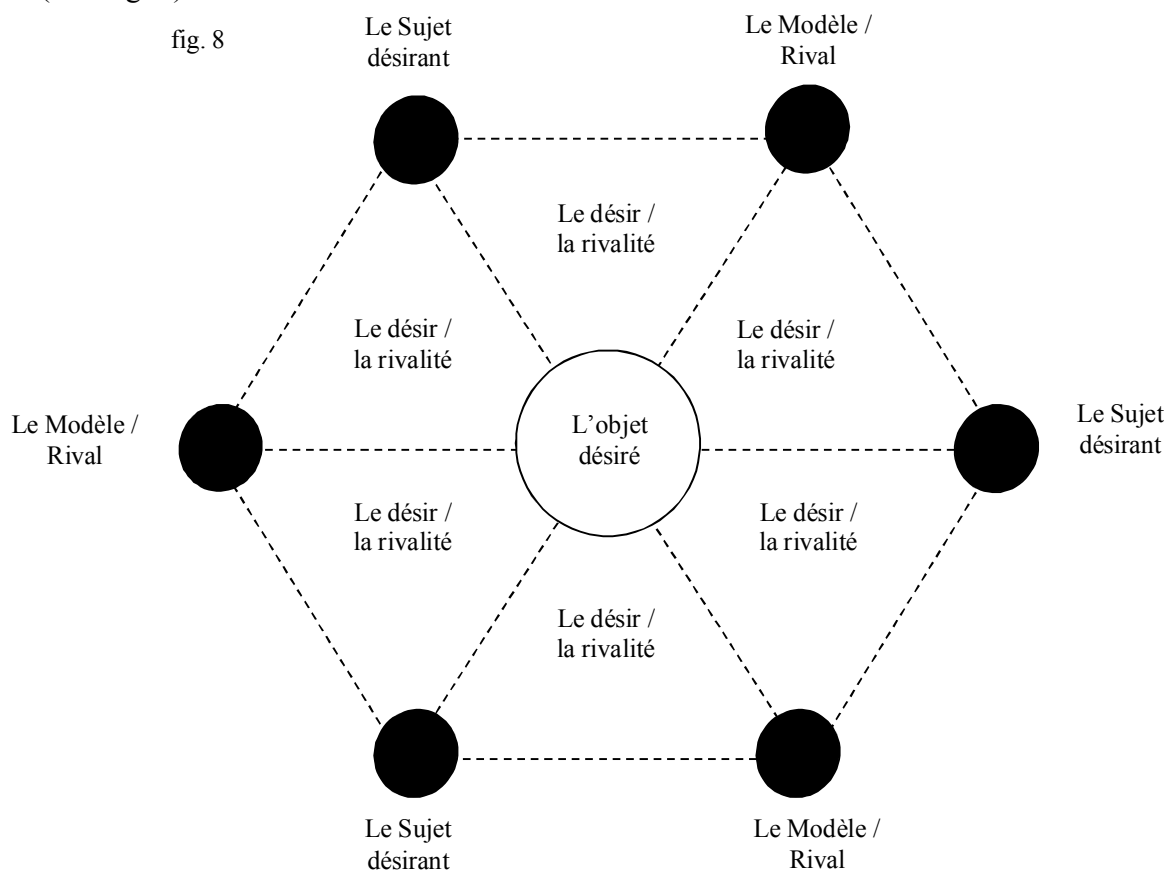 fig. 8
Le Sujet
désirant
Le Modèle /
Rival
Le désir /
la rivalité
Le désir /
la rivalité
Le désir /
la rivalité
Le Modèle /
Rival
L’objet
désiré
Le Sujet
désirant
Le désir /
la rivalité
Le désir /
la rivalité
Le désir /
la rivalité
Le Sujet
désirant
Le Modèle /
Rival